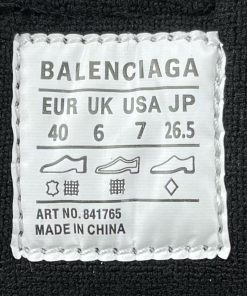 BALENCIAGA
EUR UK USA JP
40 6 7 26.5
ART NO. 841765
MADE IN CHINA